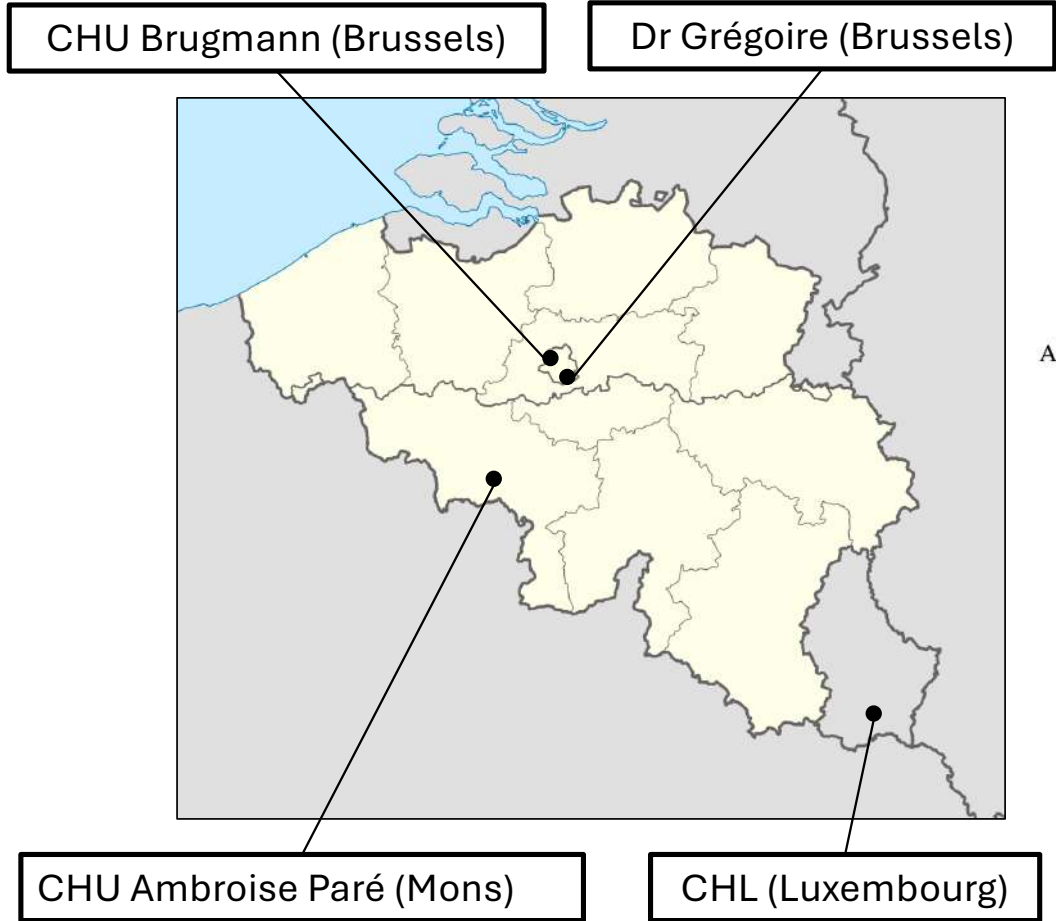 CHU Brugmann (Brussels)
Dr Grégoire (Brussels)
A
CHU Ambroise Paré (Mons)
CHL (Luxembourg)